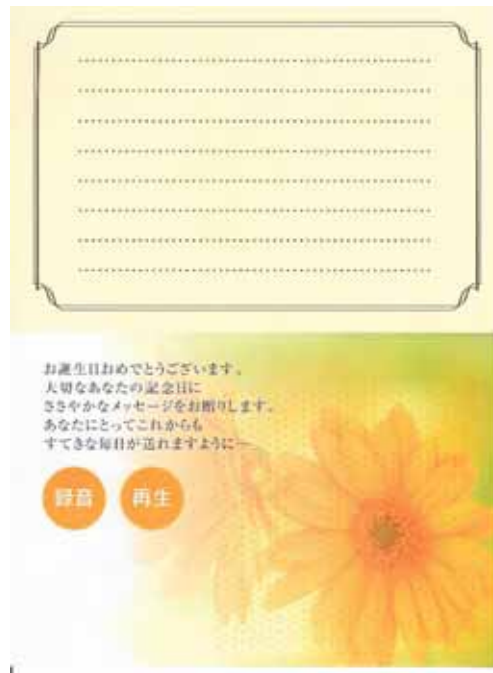 お誕生日おめでとうございます。
大切なあなたの記念日に
ささやかなメッセージをお贈りします。
あなたにとってこれからも
すてきな毎日が送れますように―
録音
再生